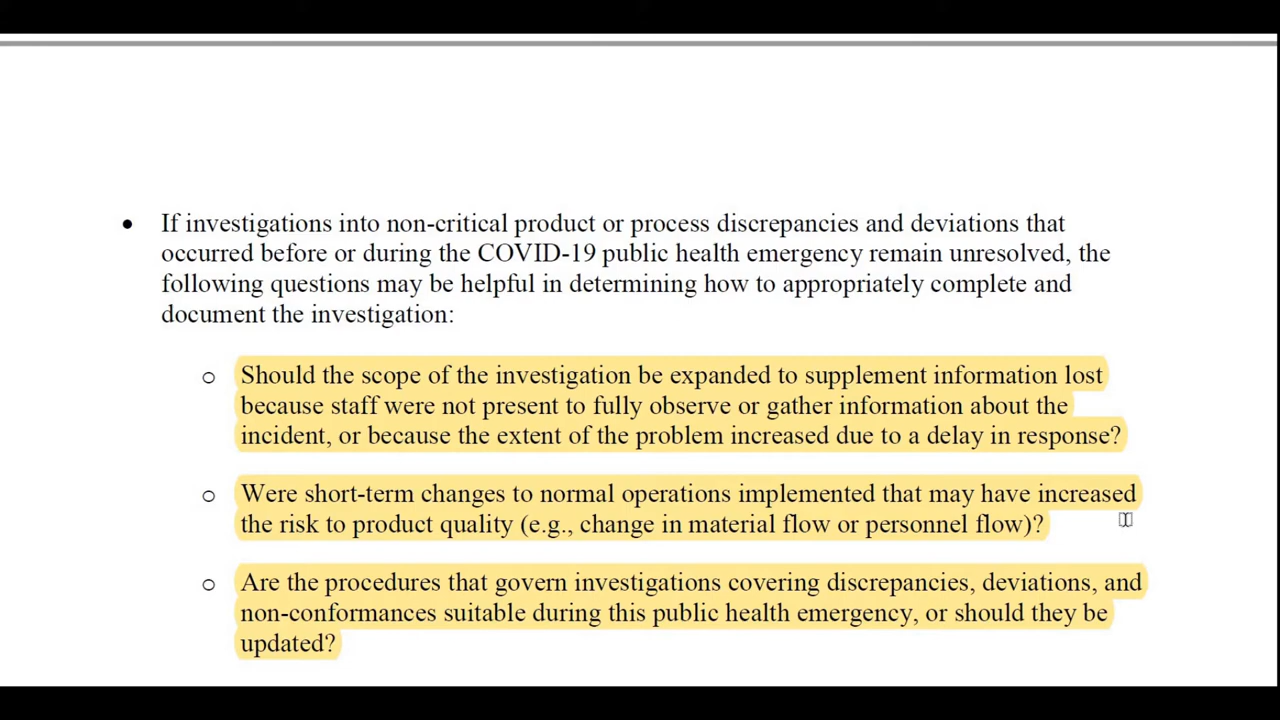 • If investigations into non-critical product or process discrepancies and deviations that
occurred before or during the COVID-19 public health emergency remain unresolved, the
following questions may be helpful in determining how to appropriately complete and
document the investigation:
o Should the scope of the investigation be expanded to supplement information lost
because staff were not present to fully observe or gather information about the
incident, or because the extent of the problem increased due to a delay in response?
o Were short-term changes to normal operations implemented that may have increased
the risk to product quality (e.g., change in material flow or personnel flow)?
o Are the procedures that govern investigations covering discrepancies, deviations, and
non-conformances suitable during this public health emergency, or should they be
updated?